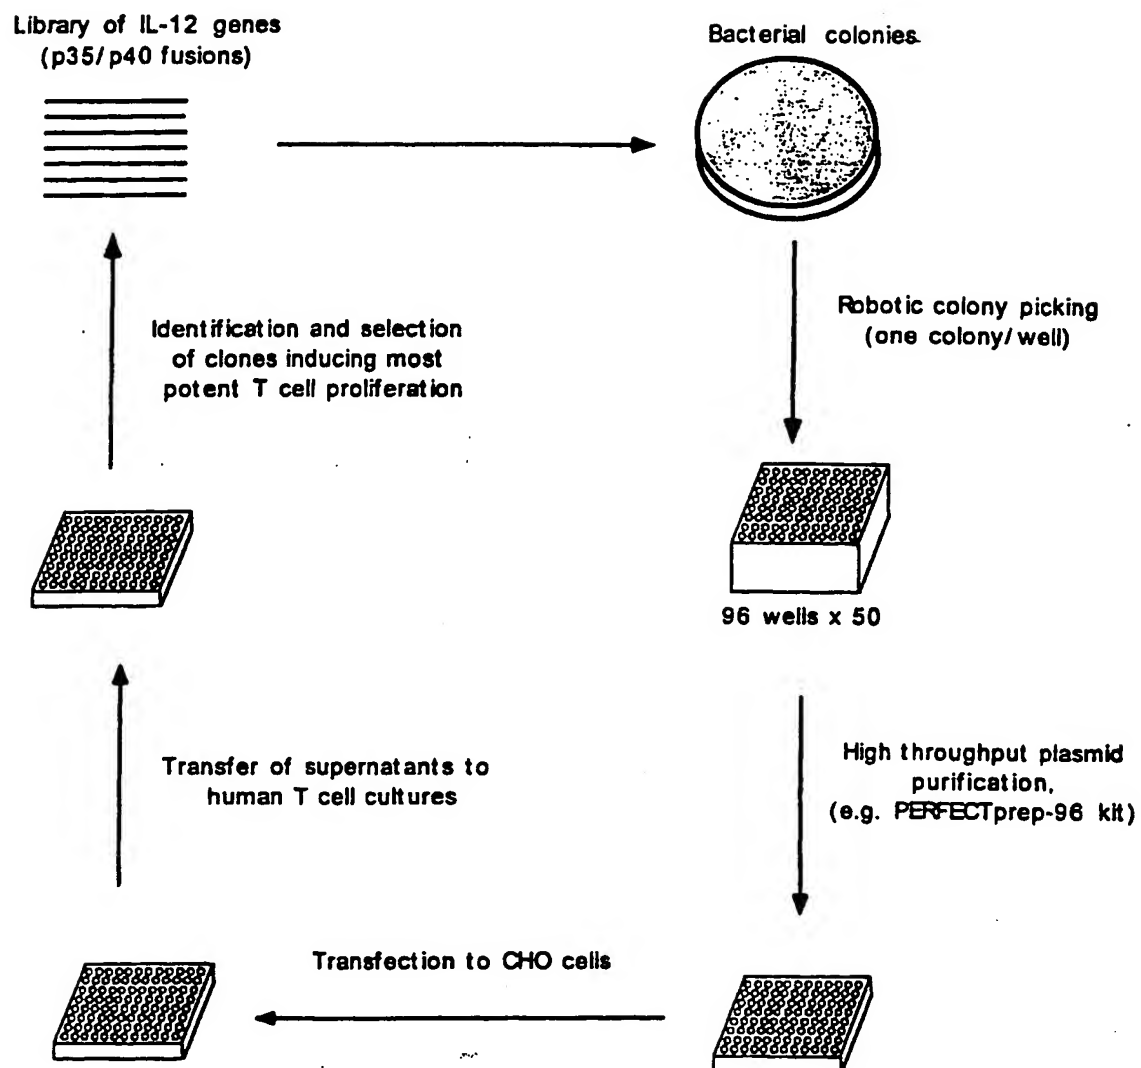 Library of IL-12 genes
(p35/p40 fusions)
Bacterial colonies
Robotic colony picking
(one colony/well)
96 wells x 50
High throughput plasmid
purification,
(e.g. PERFECTprep-96 kit)
Transfection to CHO cells
Transfer of supernatants to
human T cell cultures
Identification and selection
of clones inducing most
potent T cell proliferation